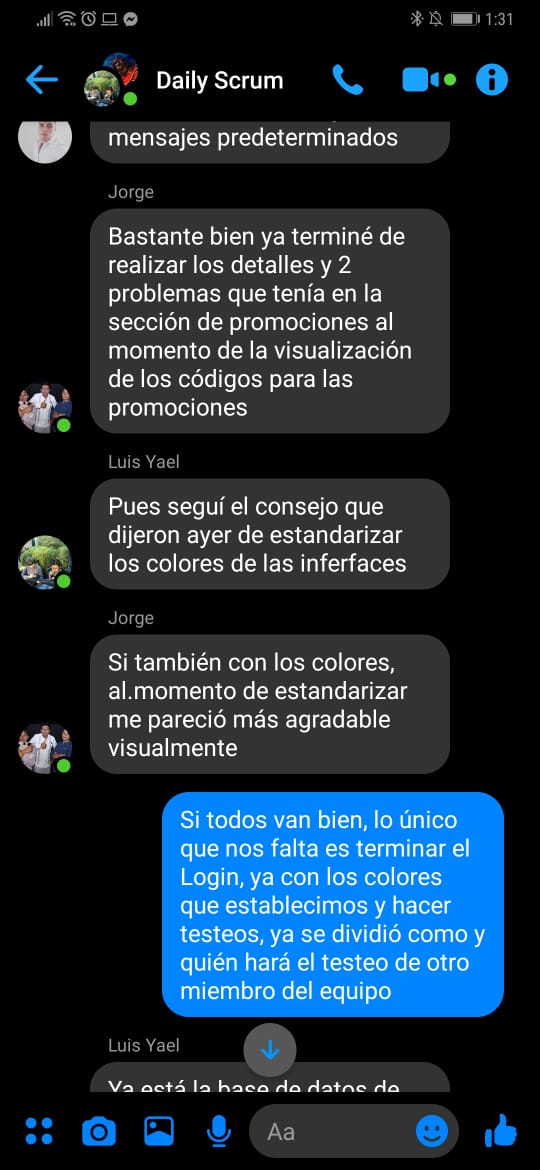 1:31
Daily Scrum
mensajes predeterminados
Jorge
Bastante bien ya terminé de
realizar los detalles y 2
problemas que tenía en la
sección de promociones al
momento de la visualización
de los códigos para las
promociones
Luis Yael
Pues seguí el consejo que
dijeron ayer de estandarizar
los colores de las inferfaces
Jorge
Si también con los colores,
al.momento de estandarizar
me pareció más agradable
visualmente
Si todos van bien, lo único
que nos falta es terminar el
Login, ya con los colores
que establecimos y hacer
testeos, ya se dividió como y
quién hará el testeo de otro
miembro del equipo
Luis Yael
Ya está la base de datos de
Aa